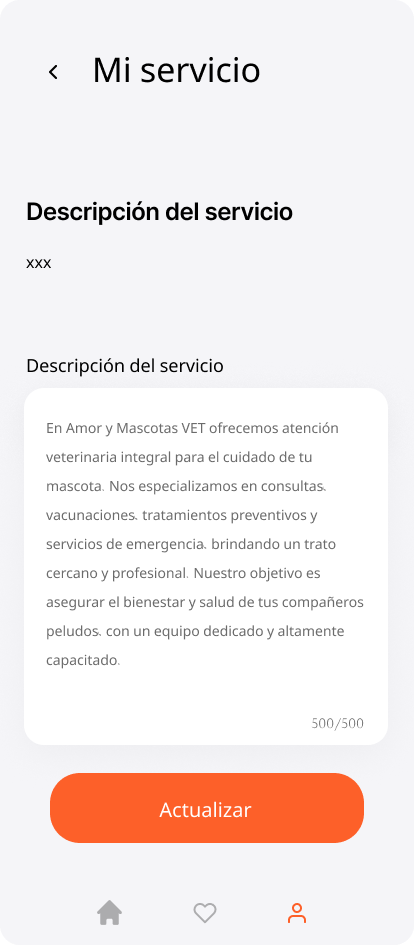 Mi servicio
Descripción del servicio
xxx
Descripción del servicio
En Amor y Mascotas VET ofrecemos atención
veterinaria integral para el cuidado de tu
mascota. Nos especializamos en consultas,
vacunaciones, tratamientos preventivos y
servicios de emergencia, brindando un trato
cercano y profesional. Nuestro objetivo es
asegurar el bienestar y salud de tus compañeros
peludos, con un equipo dedicado y altamente
capacitado.
500/500
Actualizar